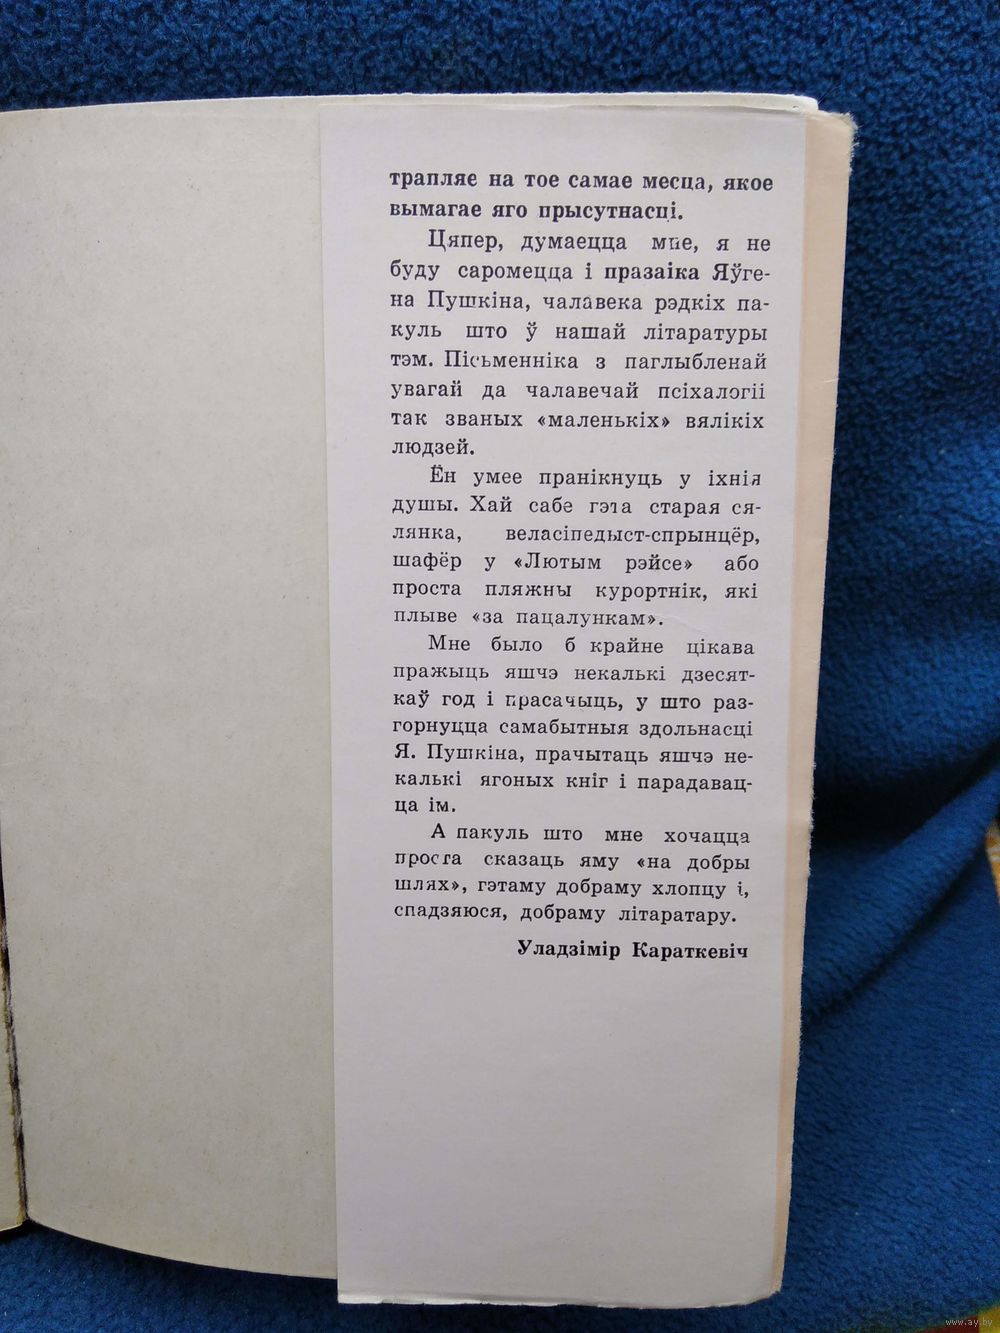 трапляе на тое самае месца, якое
вымагае яго прысутнасці.
Цяпер, думаецца мне, я не
буду саромецца і празаіка Яўге-
на Пушкіна, чалавека рэдкіх па-
куль што ў нашай літаратуры
тэм. Пісьменніка з паглыбленай
увагай да чалавечай псіхалогіі
так званых «маленькіх» вялікіх
людзей.
Ён умее пранікнуць у іхнія
душы. Хай сабе гэта старая ся-
лянка, веласіпедыст-спрынцёр,
шафёр у «Лютым рэйсе» або
проста пляжны курортнік, які
плыве «за пацалункам».
Мне было б крайне цікава
пражыць яшчэ некалькі дзесят-
каў год і прасачыць, у што раз-
горнуцца самабытныя здольнасці
Я. Пушкіна, прачытаць яшчэ не-
калькі ягоных кніг і парадавац-
ца ім.
А пакуль што мне хочацца
проста сказаць яму «на добры
шлях», гэтаму добраму хлопцу і,
спадзяюся, добраму літаратару.
Уладзімір Караткевіч
www.ay.by